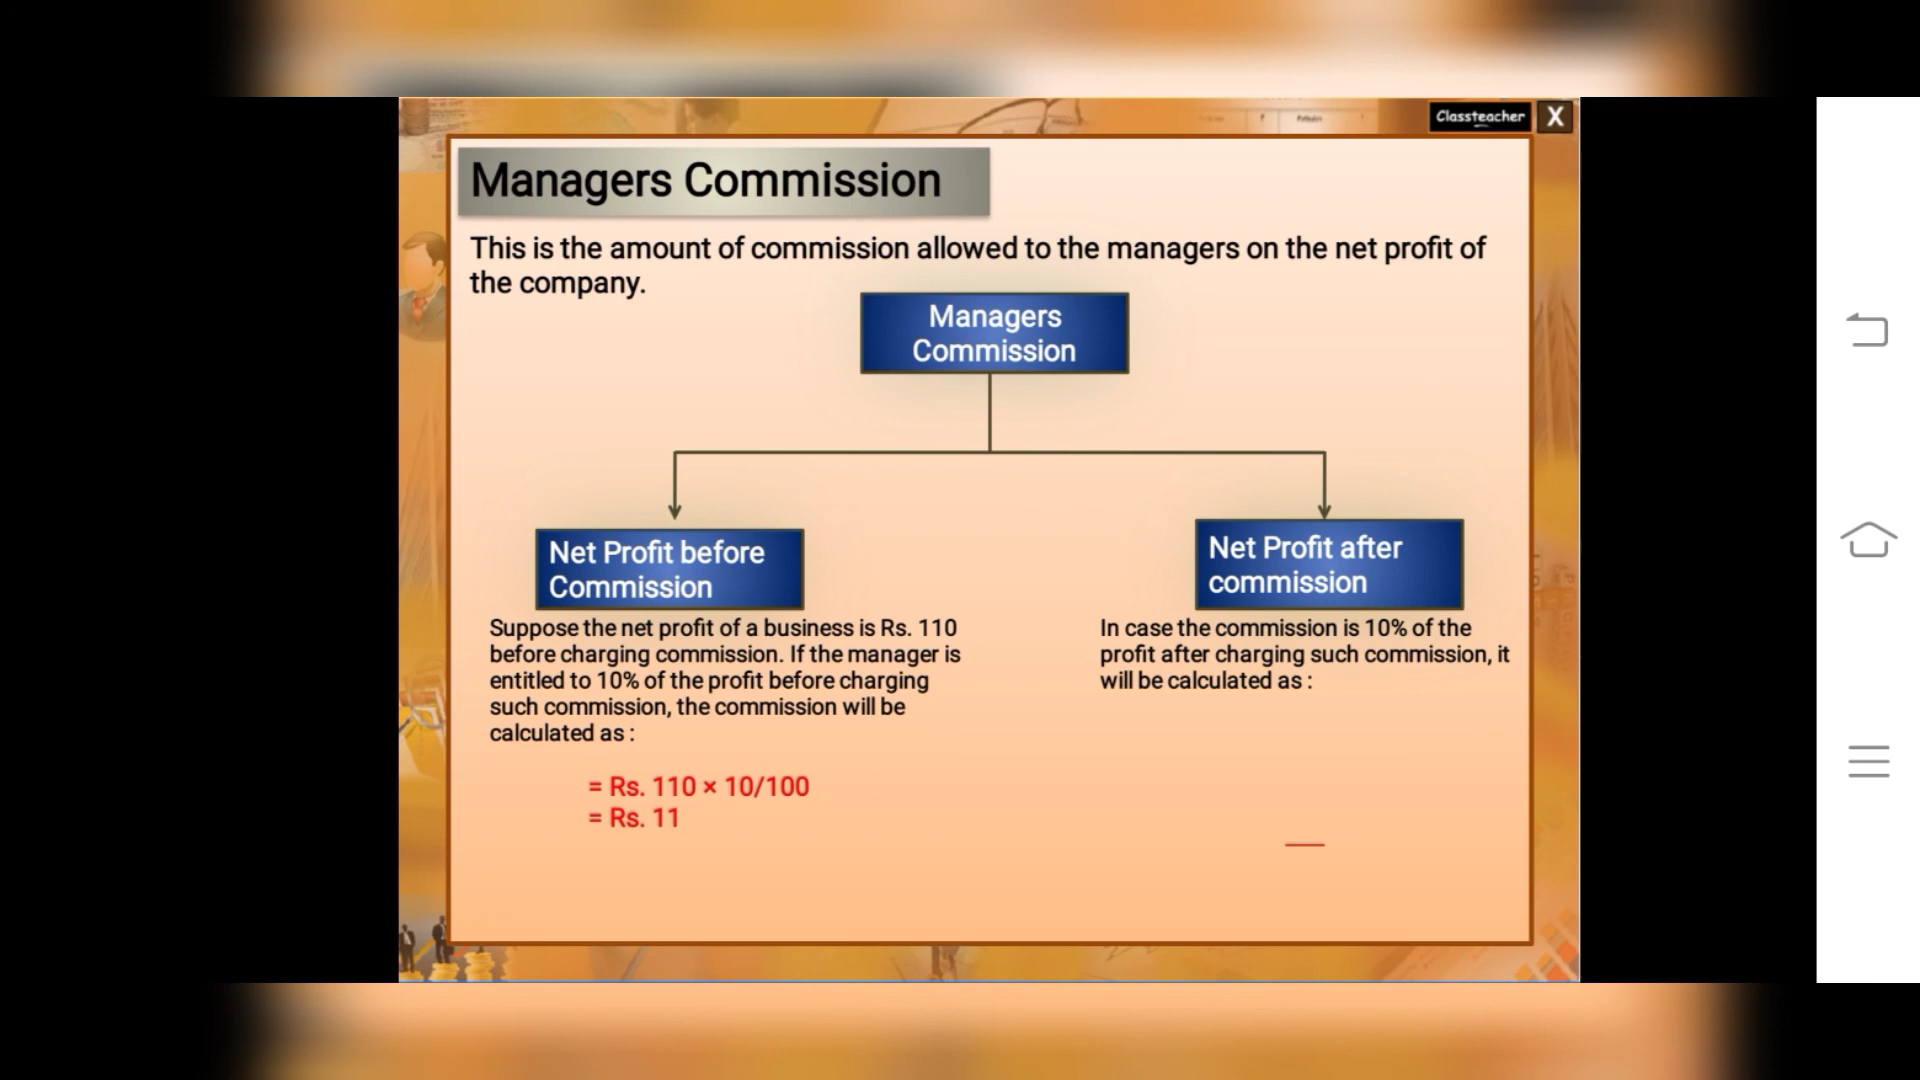 Classteacher
X
Managers Commission
This is the amount of commission allowed to the managers on the net profit of
the company.
Managers
Commission
Net Profit before
Commission
Net Profit after
commission
Suppose the net profit of a business is Rs. 110
before charging commission. If the manager is
entitled to 10% of the profit before charging
such commission, the commission will be
calculated as :
= Rs. 110 × 10/100
= Rs. 11
In case the commission is 10% of the
profit after charging such commission, it
will be calculated as :